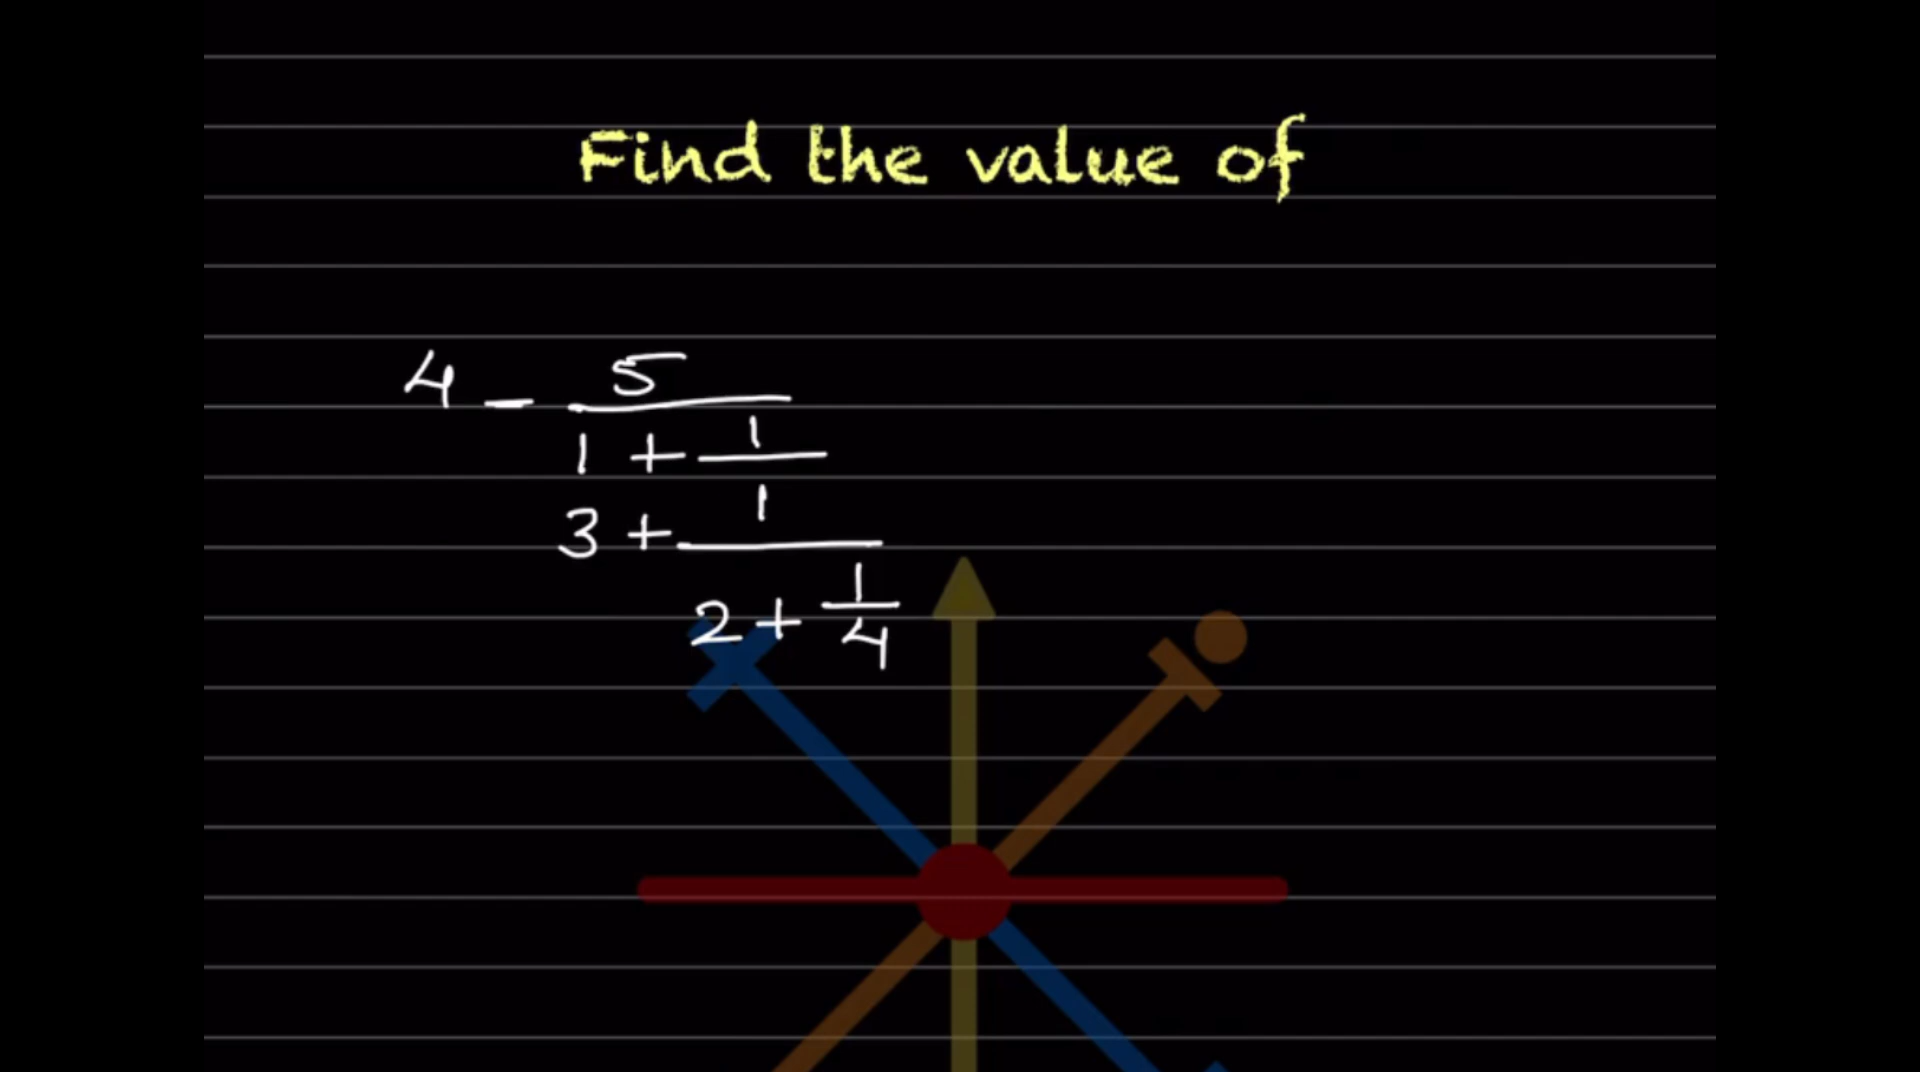 Find the value of
4 - 5
1 + 1
3 + 1
2 + 1/4